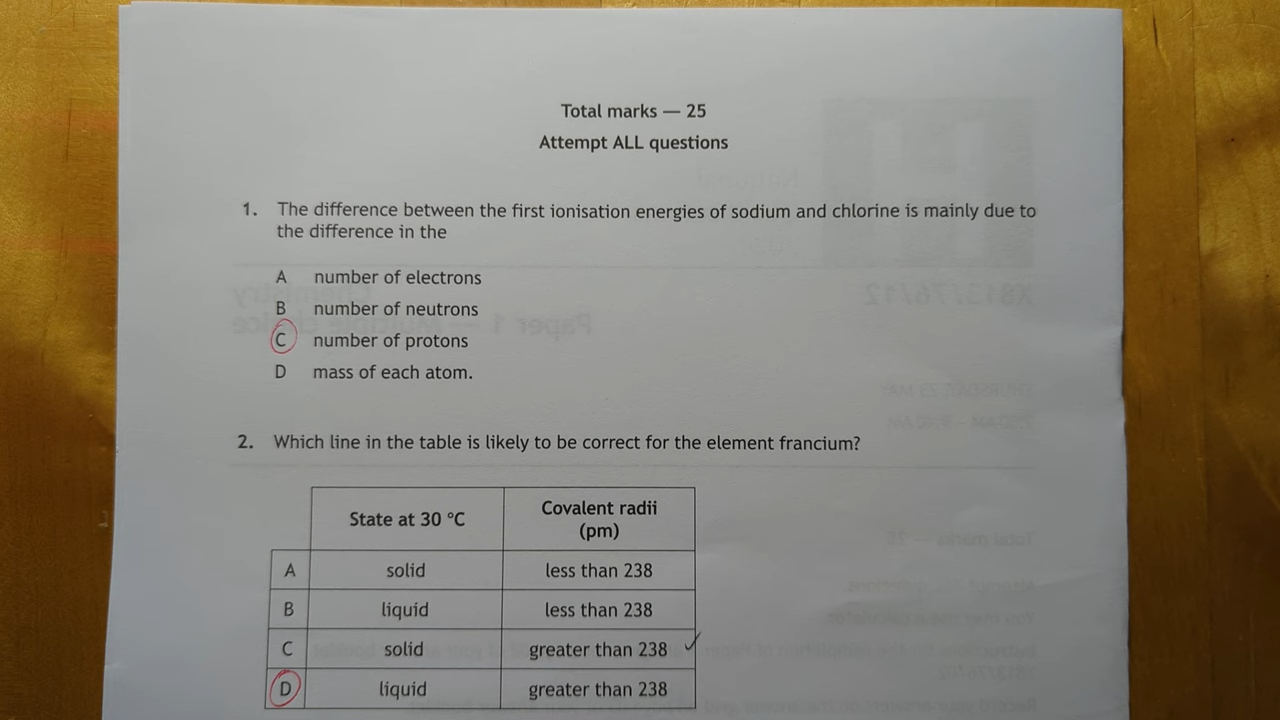 Total marks — 25
Attempt ALL questions
1. The difference between the first ionisation energies of sodium and chlorine is mainly due to
the difference in the
A number of electrons
B number of neutrons
C number of protons
D mass of each atom.
2. Which line in the table is likely to be correct for the element francium?
State at 30 °C Covalent radii
(pm)
A solid less than 238
B liquid less than 238
C solid greater than 238
D liquid greater than 238